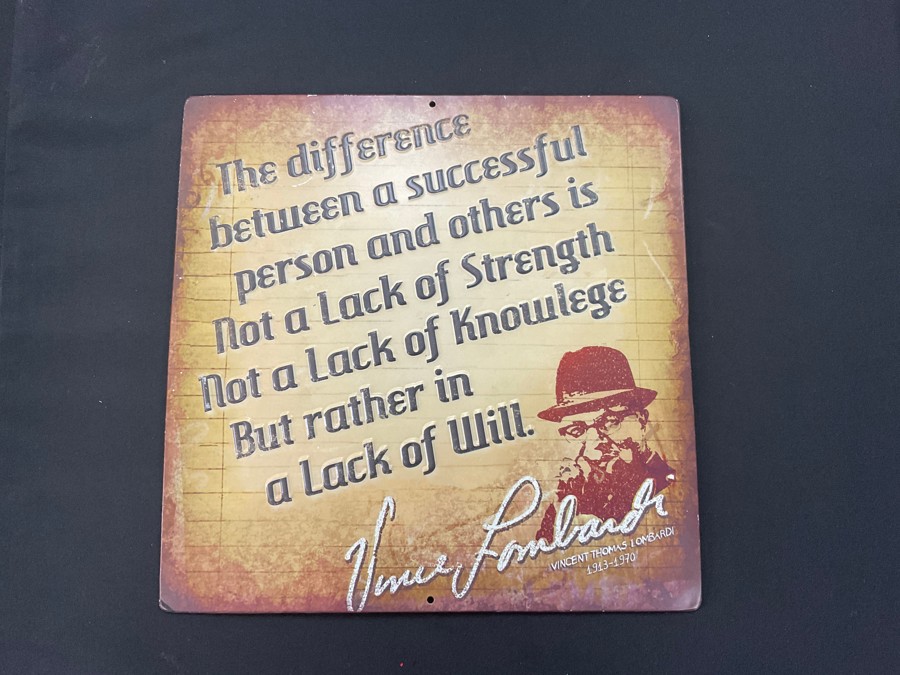 The difference
between a successful
person and others is
Not a Lack of Strength
Not a Lack of Knowlege
But rather in
a Lack of Will.
Vince Lombardi
VINCENT THOMAS LOMBARDI
1913-1970